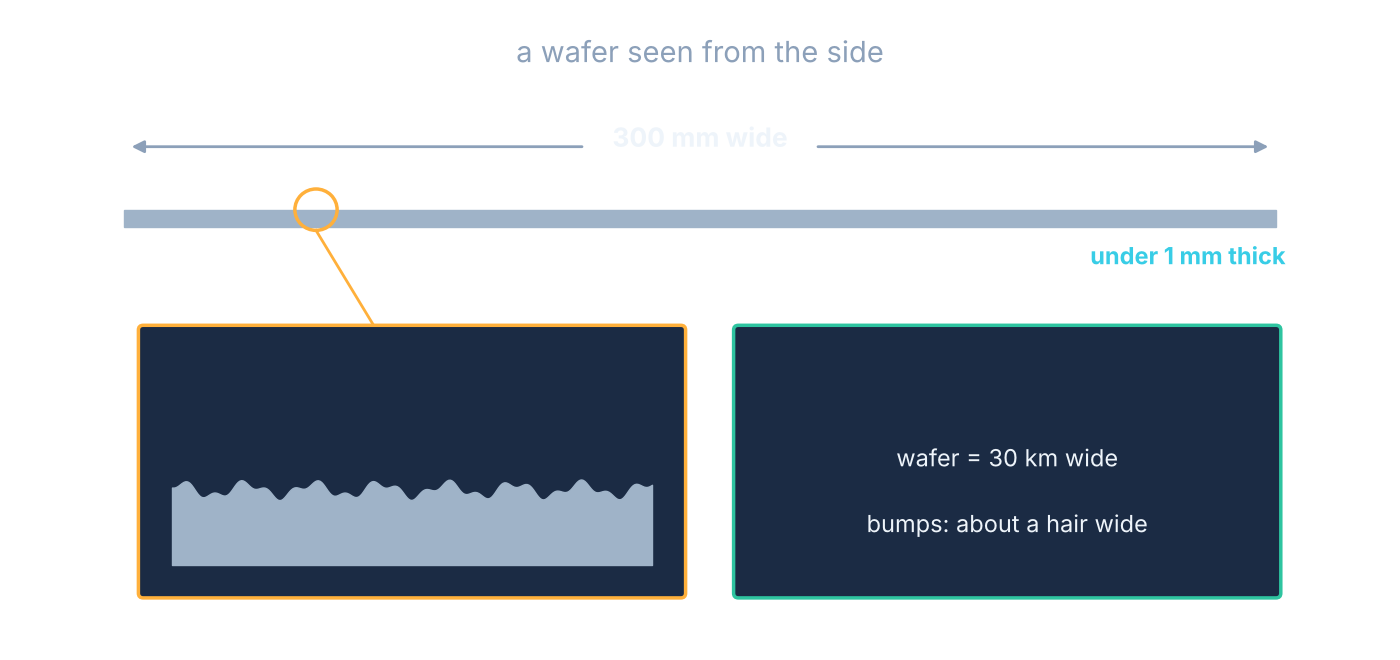 a wafer seen from the side
300 mm wide
under 1 mm thick
wafer = 30 km wide
bumps: about a hair wide